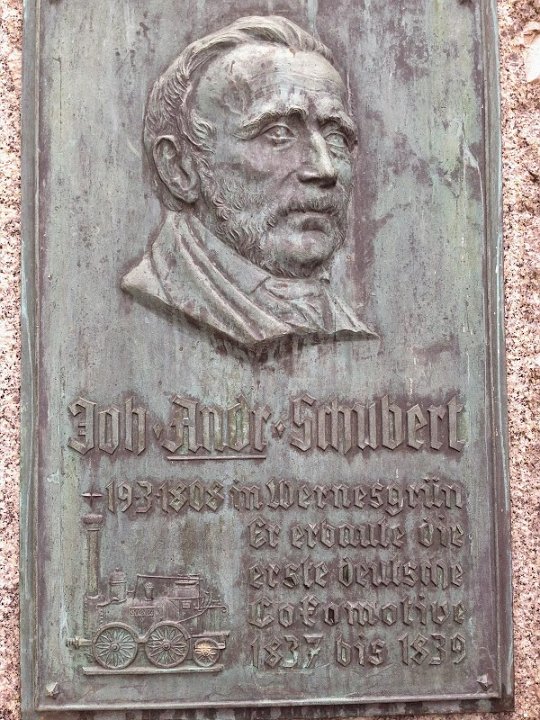 Joh · Andr · Schubert
19·3·1808 in Wernesgrün
Er erbaute die
erste deutsche
Lokomotive
1837 bis 1839